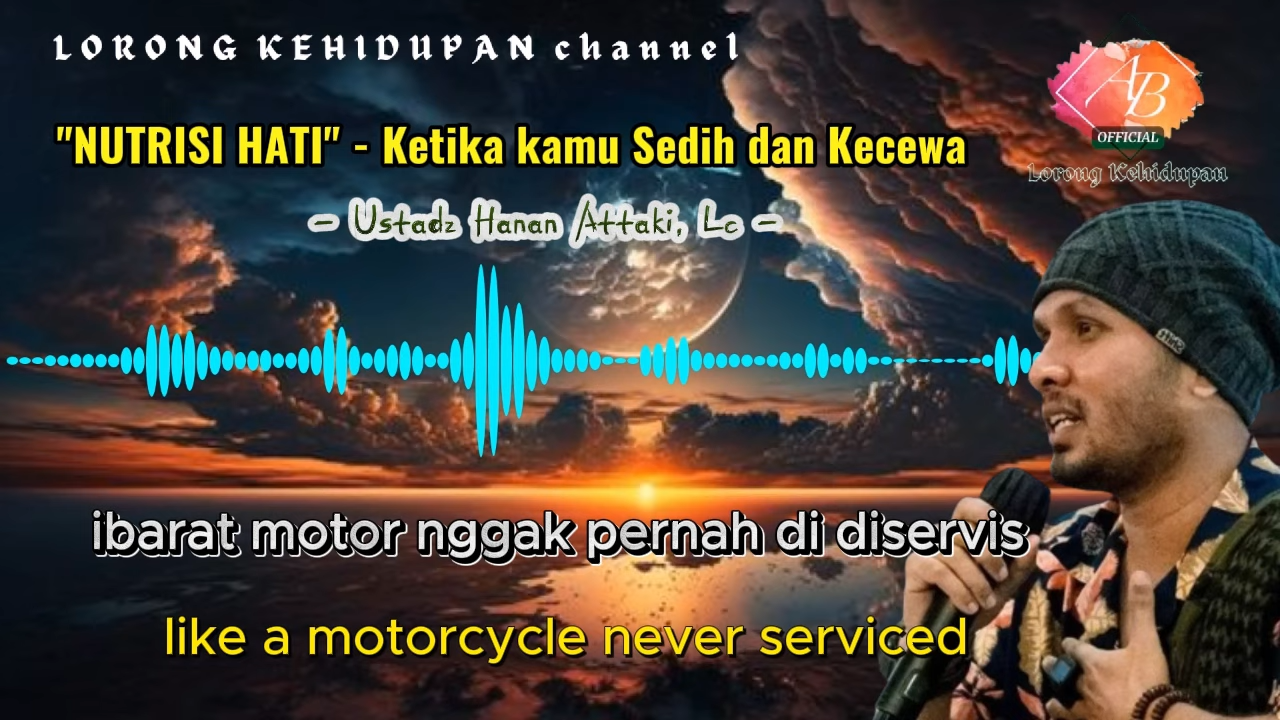 LORONG KEHIDUPAN channel
AB
OFFICIAL
Lorong Kehidupan
"NUTRISI HATI" - Ketika kamu Sedih dan Kecewa
- Ustadz Hanan Attaki, Lc -
ibarat motor nggak pernah di diservis
like a motorcycle never serviced